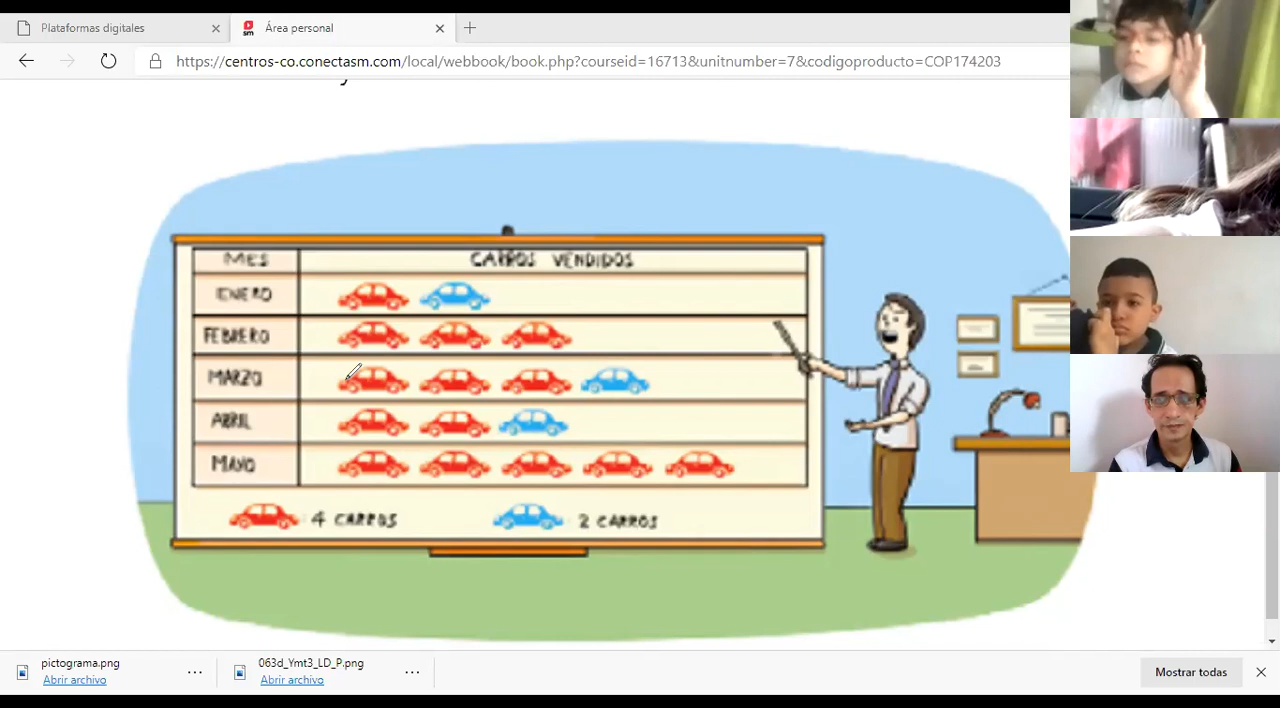 Plataformas digitales
sm
Área personal
https://centros-co.conectasm.com/local/webbook/book.php?courseid=16713&unitnumber=7&codigoproducto=COP174203
y
MES CARROS VENDIDOS
ENERO
FEBRERO
MARZO
ABRIL
MAYO
: 4 CARROS : 2 CARROS
pictograma.png
Abrir archivo
063d_Ymt3_LD_P.png
Abrir archivo
Mostrar todas